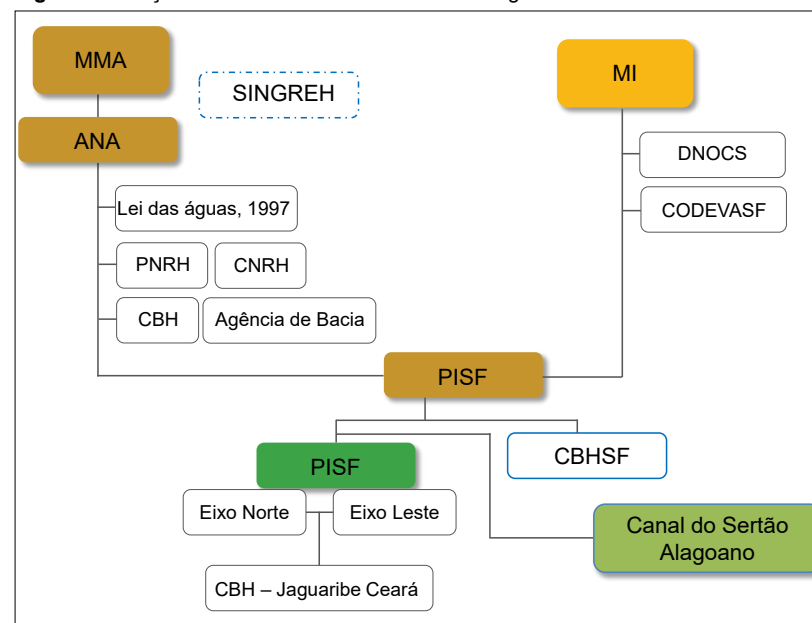 MMA
SINGREH
MI
ANA
DNOCS
Lei das águas, 1997
CODEVASF
PNRH
CNRH
CBH
Agência de Bacia
PISF
CBHSF
PISF
Eixo Norte
Eixo Leste
Canal do Sertão
Alagoano
CBH – Jaguaribe Ceará